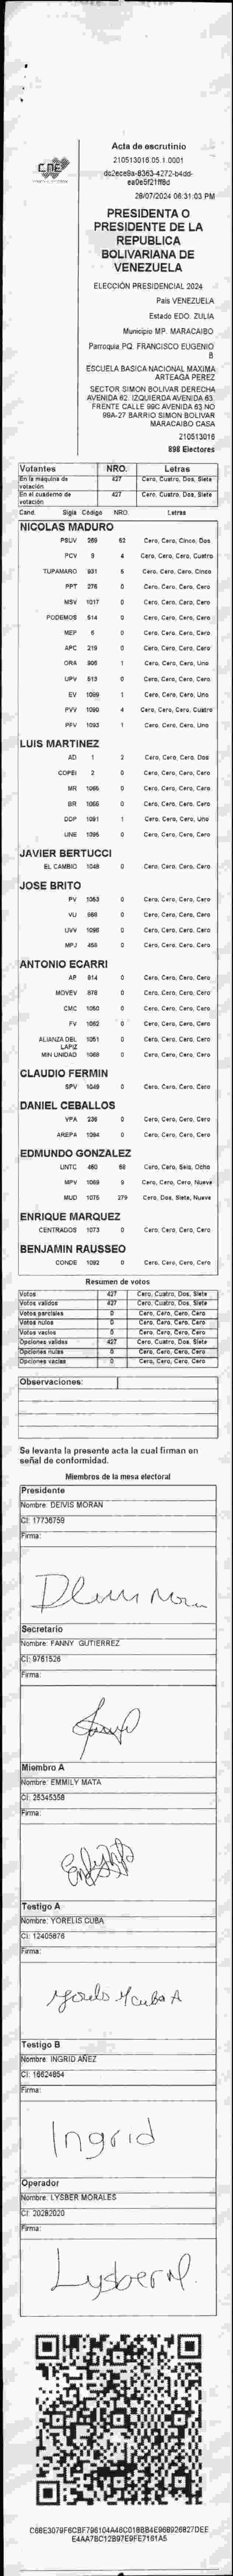 CNE
Acta de escrutinio
210513016.05.1.0001
28/07/2024 06:31:03 PM
PRESIDENTA O
PRESIDENTE DE LA
REPUBLICA
BOLIVARIANA DE
VENEZUELA
ELECCIÓN PRESIDENCIAL 2024
País VENEZUELA
Estado EDO. ZULIA
Municipio MP. MARACAIBO
Parroquia PQ. FRANCISCO EUGENIO
B
ESCUELA BASICA NACIONAL MAXIMA
ARTEAGA PEREZ
SECTOR SIMON BOLIVAR DERECHA
AVENIDA 62. IZQUIERDA AVENIDA 63.
FRENTE CALLE 99C AVENIDA 63 NO
99A-27 BARRIO SIMON BOLIVAR
MARACAIBO CASA
210513016
898 Electores
Votantes NRO. Letras
En la máquina de votación 427 Cero, Cuatro, Dos, Siete
En el cuaderno de votación 427 Cero, Cuatro, Dos, Siete
Cand. Sigla Código NRO. Letras
NICOLAS MADURO
PSUV 269 62 Cero, Cero, Cinco, Dos
PCV 9 4 Cero, Cero, Cero, Cuatro
TUPAMARO 931 5 Cero, Cero, Cero, Cinco
PPT 276 0 Cero, Cero, Cero, Cero
MSV 1017 0 Cero, Cero, Cero, Cero
PODEMOS 514 0 Cero, Cero, Cero, Cero
MEP 6 0 Cero, Cero, Cero, Cero
APC 219 0 Cero, Cero, Cero, Cero
ORA 906 1 Cero, Cero, Cero, Uno
UPV 513 0 Cero, Cero, Cero, Cero
EV 1089 1 Cero, Cero, Cero, Uno
PVV 1090 4 Cero, Cero, Cero, Cuatro
PFV 1093 1 Cero, Cero, Cero, Uno
LUIS MARTINEZ
AD 1 2 Cero, Cero, Cero, Dos
COPEI 2 0 Cero, Cero, Cero, Cero
MR 1065 0 Cero, Cero, Cero, Cero
BR 1066 0 Cero, Cero, Cero, Cero
DDP 1091 1 Cero, Cero, Cero, Uno
UNE 1095 0 Cero, Cero, Cero, Cero
JAVIER BERTUCCI
EL CAMBIO 1048 0 Cero, Cero, Cero, Cero
JOSE BRITO
PV 1053 0 Cero, Cero, Cero, Cero
VU 988 0 Cero, Cero, Cero, Cero
UVV 1096 0 Cero, Cero, Cero, Cero
MPJ 458 0 Cero, Cero, Cero, Cero
ANTONIO ECARRI
AP 814 0 Cero, Cero, Cero, Cero
MOVEV 878 0 Cero, Cero, Cero, Cero
CMC 1050 0 Cero, Cero, Cero, Cero
FV 1062 0 Cero, Cero, Cero, Cero
ALIANZA DEL LAPIZ 1051 0 Cero, Cero, Cero, Cero
MIN UNIDAD 1069 0 Cero, Cero, Cero, Cero
CLAUDIO FERMIN
SPV 1049 0 Cero, Cero, Cero, Cero
DANIEL CEBALLOS
VPA 236 0 Cero, Cero, Cero, Cero
AREPA 1094 0 Cero, Cero, Cero, Cero
EDMUNDO GONZALEZ
UNTC 460 68 Cero, Cero, Seis, Ocho
MPV 1069 9 Cero, Cero, Cero, Nueve
MUD 1075 279 Cero, Dos, Siete, Nueve
ENRIQUE MARQUEZ
CENTRADOS 1073 0 Cero, Cero, Cero, Cero
BENJAMIN RAUSSEO
CONDE 1092 0 Cero, Cero, Cero, Cero
Resumen de votos
Votos 427 Cero, Cuatro, Dos, Siete
Votos validos 427 Cero, Cuatro, Dos, Siete
Votos parciales 0 Cero, Cero, Cero, Cero
Votos nulos 0 Cero, Cero, Cero, Cero
Votos vacios 0 Cero, Cero, Cero, Cero
Opciones validas 427 Cero, Cuatro, Dos, Siete
Opciones nulas 0 Cero, Cero, Cero, Cero
Opciones vacias 0 Cero, Cero, Cero, Cero
Observaciones:
Se levanta la presente acta la cual firman en
señal de conformidad.
Miembros de la mesa electoral
Presidente
Nombre: DEIVIS MORAN
CI: 17736759
Firma:
Secretario
Nombre: FANNY GUTIERREZ
CI: 9761526
Firma:
Miembro A
Nombre: EMMILY MATA
CI: 25345358
Firma:
Testigo A
Nombre: YORELIS CUBA
CI: 12405876
Firma:
Testigo B
Nombre: INGRID AÑEZ
CI: 16624854
Firma:
Ingrid
Operador
Nombre: LYSBER MORALES
CI: 20282020
Firma:
Lysber M.